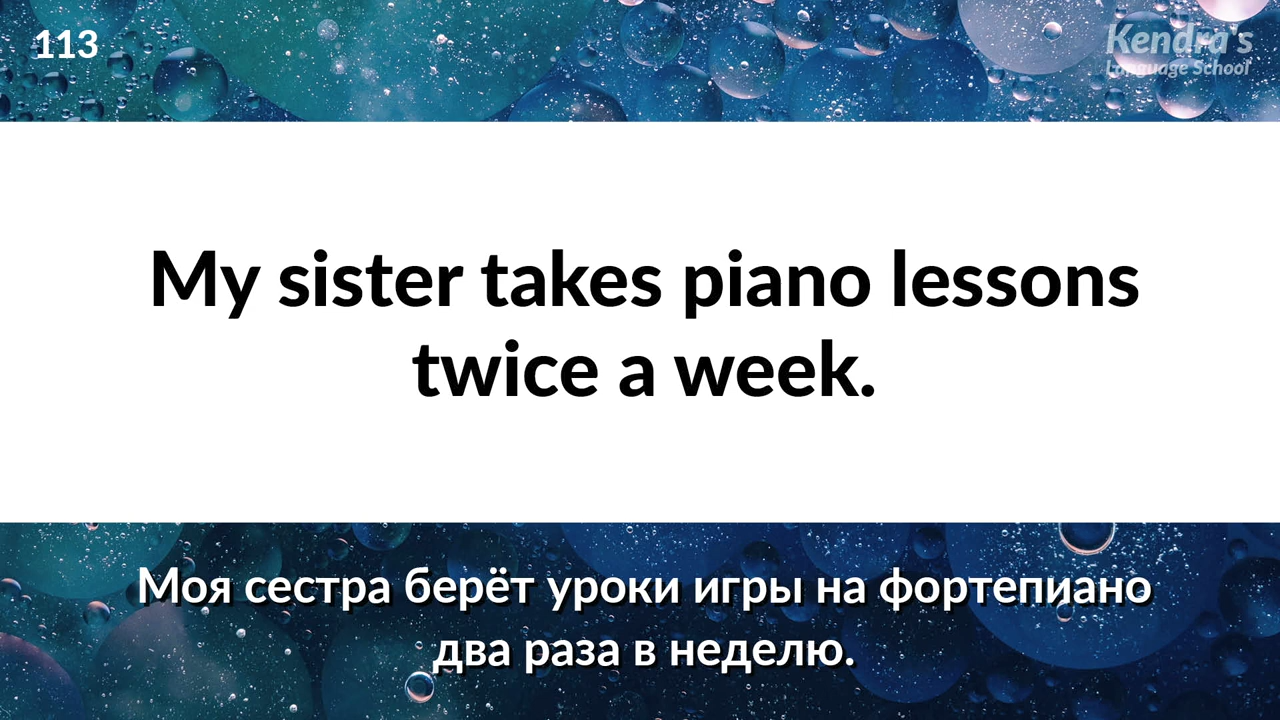 113
Kendra's
Language School
My sister takes piano lessons
twice a week.
Моя сестра берёт уроки игры на фортепиано
два раза в неделю.